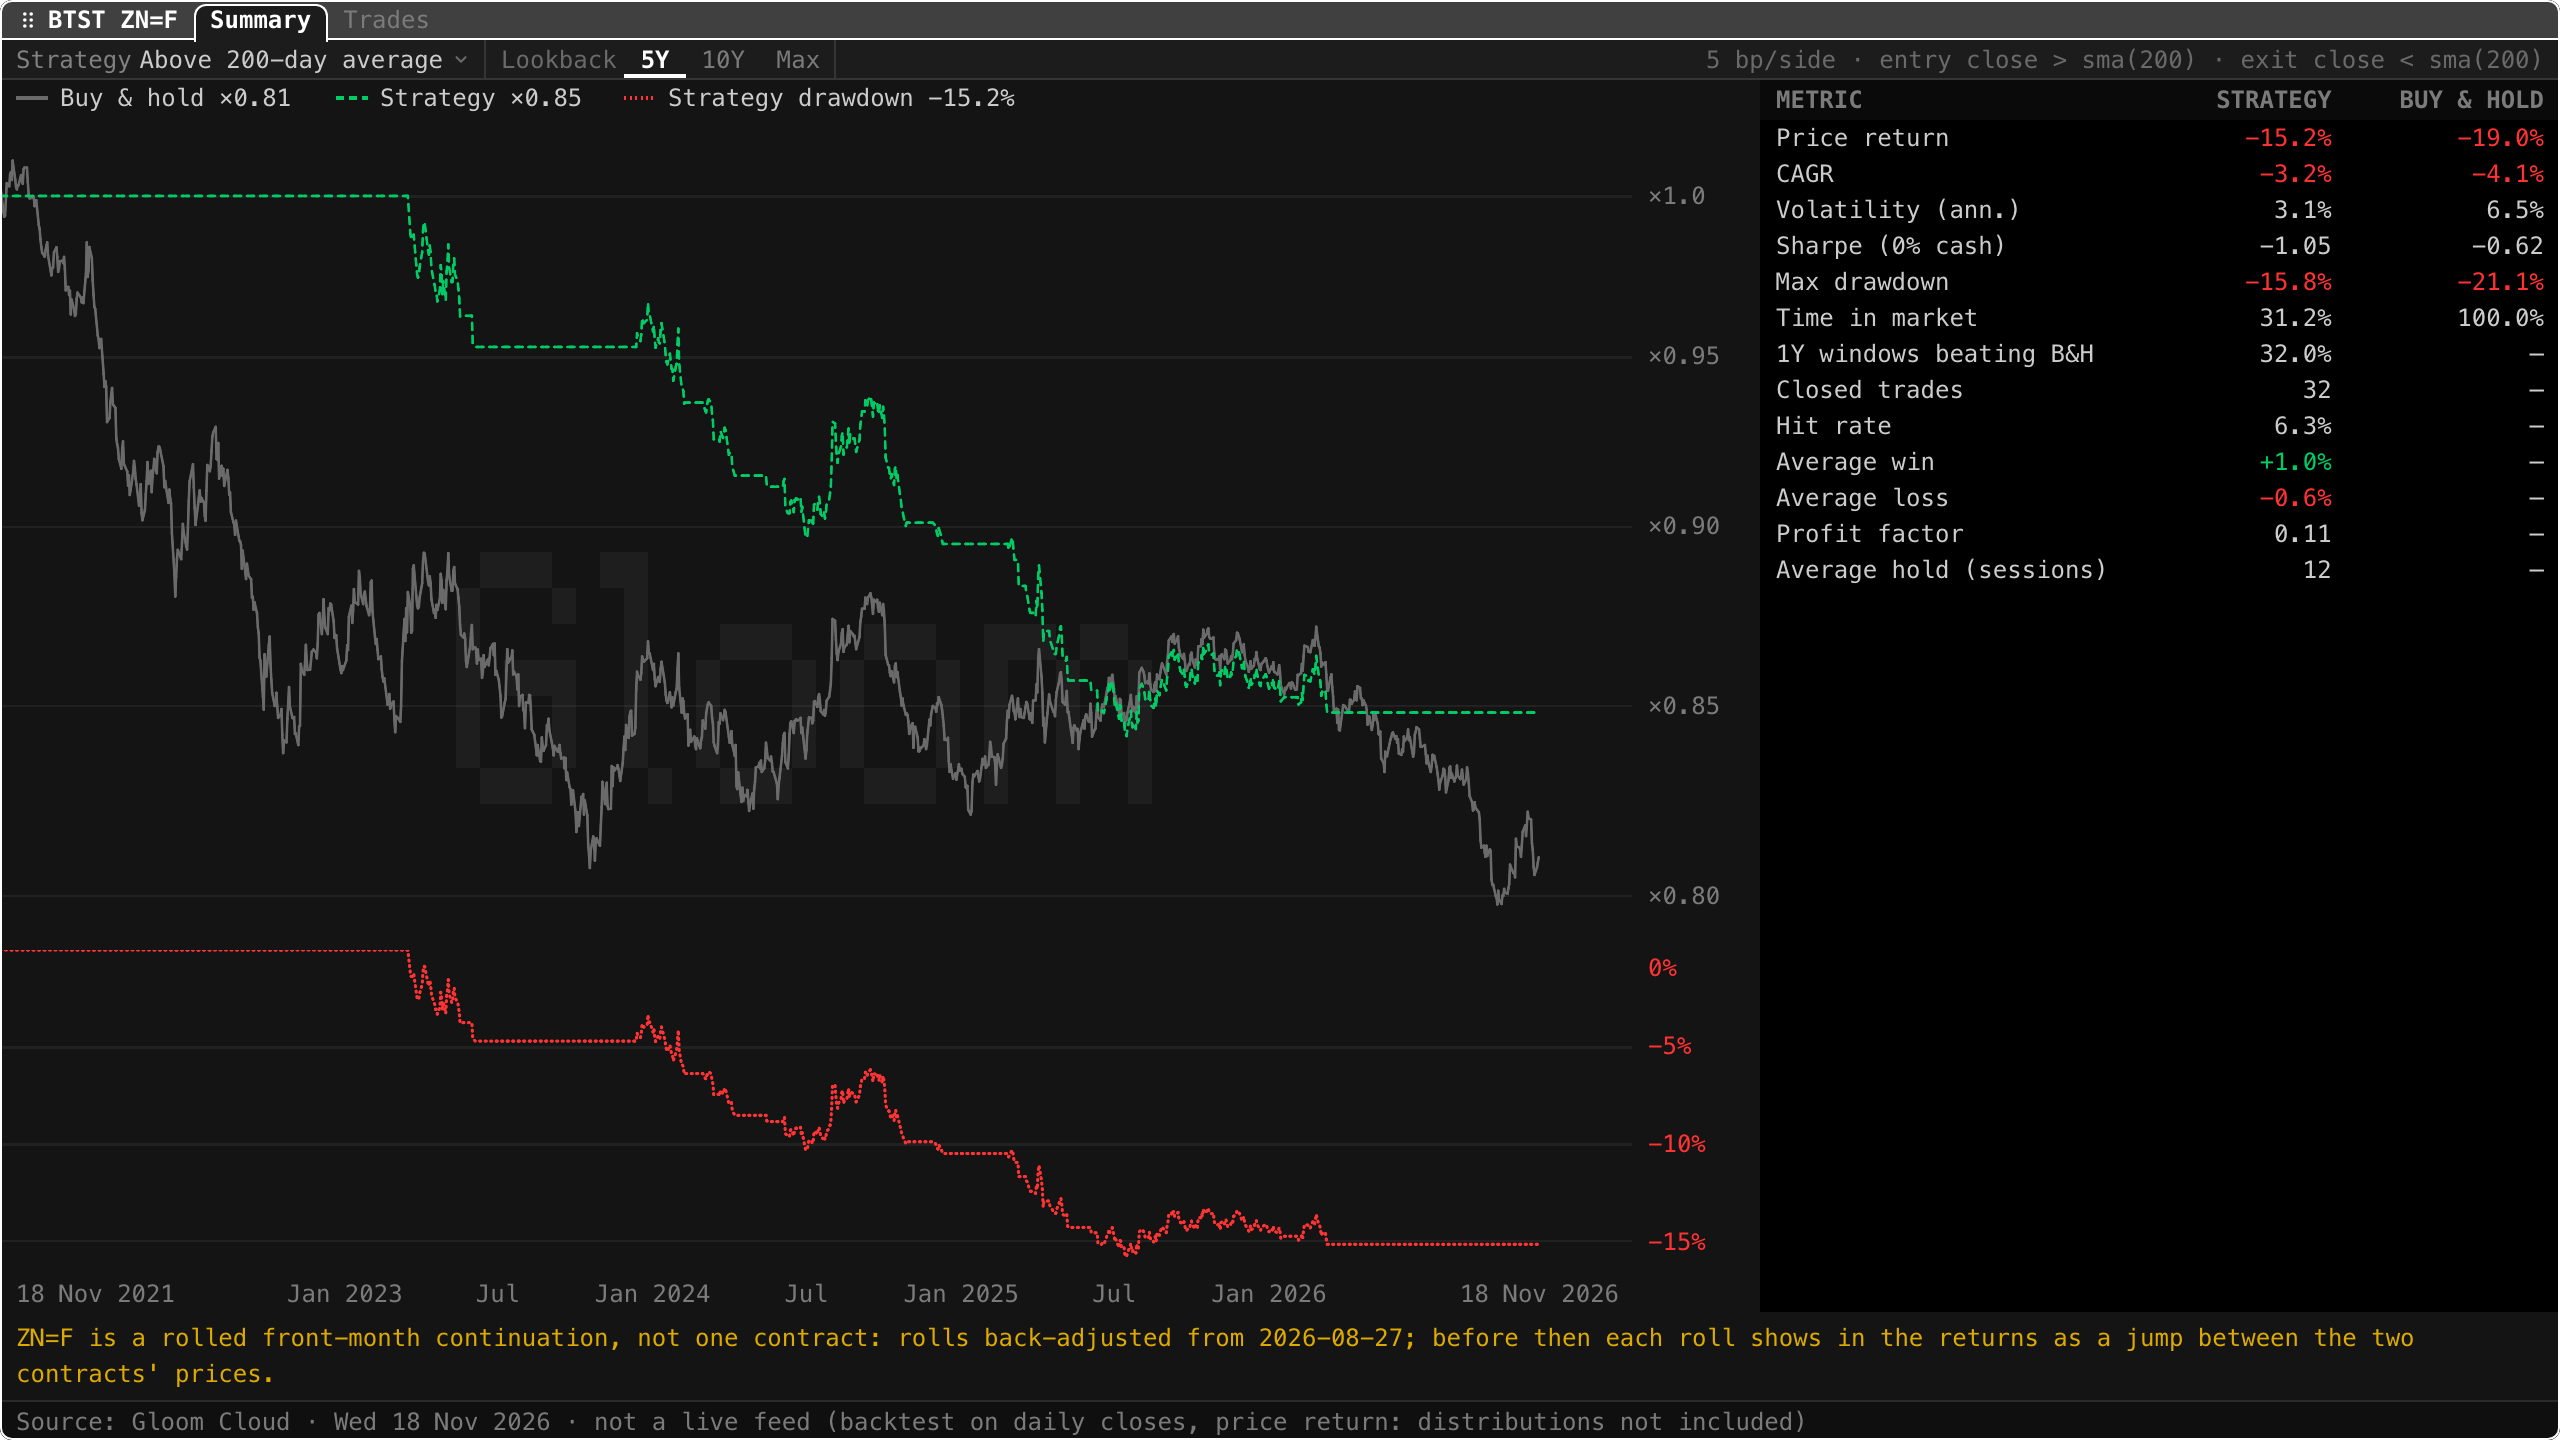 ⠿ BTST ZN=F Summary Trades
Strategy Above 200-day average Lookback 5Y 10Y Max 5 bp/side · entry close > sma(200) · exit close < sma(200)
Buy & hold ×0.81 Strategy ×0.85 Strategy drawdown −15.2%
METRIC STRATEGY BUY & HOLD
Price return −15.2% −19.0%
CAGR −3.2% −4.1%
Volatility (ann.) 3.1% 6.5%
Sharpe (0% cash) −1.05 −0.62
Max drawdown −15.8% −21.1%
Time in market 31.2% 100.0%
1Y windows beating B&H 32.0% —
Closed trades 32 —
Hit rate 6.3% —
Average win +1.0% —
Average loss −0.6% —
Profit factor 0.11 —
Average hold (sessions) 12 —
×1.0
×0.95
×0.90
×0.85
×0.80
0%
−5%
−10%
−15%
Gloom
18 Nov 2021 Jan 2023 Jul Jan 2024 Jul Jan 2025 Jul Jan 2026 18 Nov 2026
ZN=F is a rolled front-month continuation, not one contract: rolls back-adjusted from 2026-08-27; before then each roll shows in the returns as a jump between the two
contracts' prices.
Source: Gloom Cloud · Wed 18 Nov 2026 · not a live feed (backtest on daily closes, price return: distributions not included)